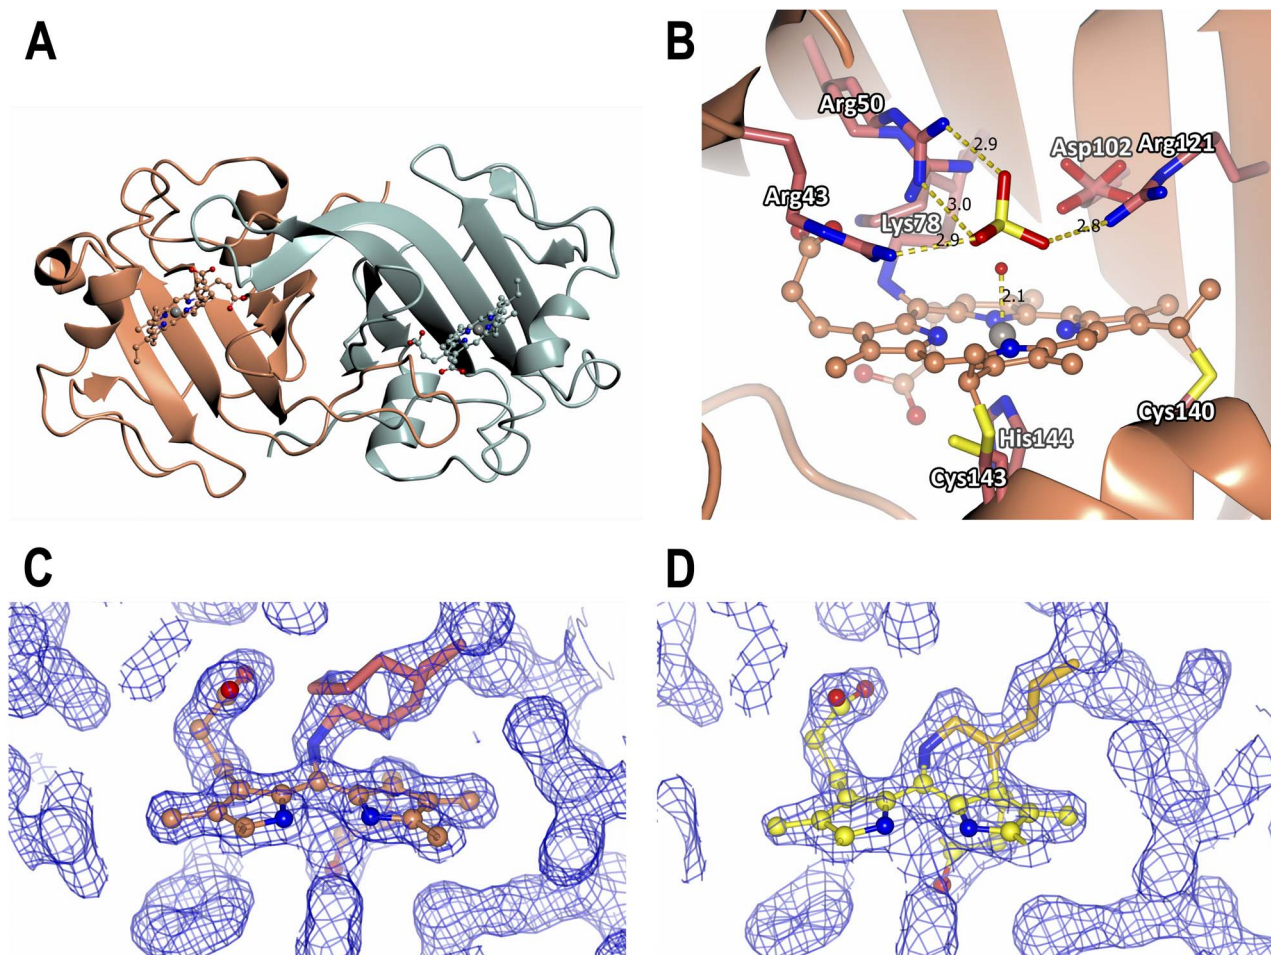 A
B
Arg50
2.9
Asp102
Arg121
Arg43
3.0
Lys78
2.9
2.8
2.1
Cys140
His144
Cys143
C
D